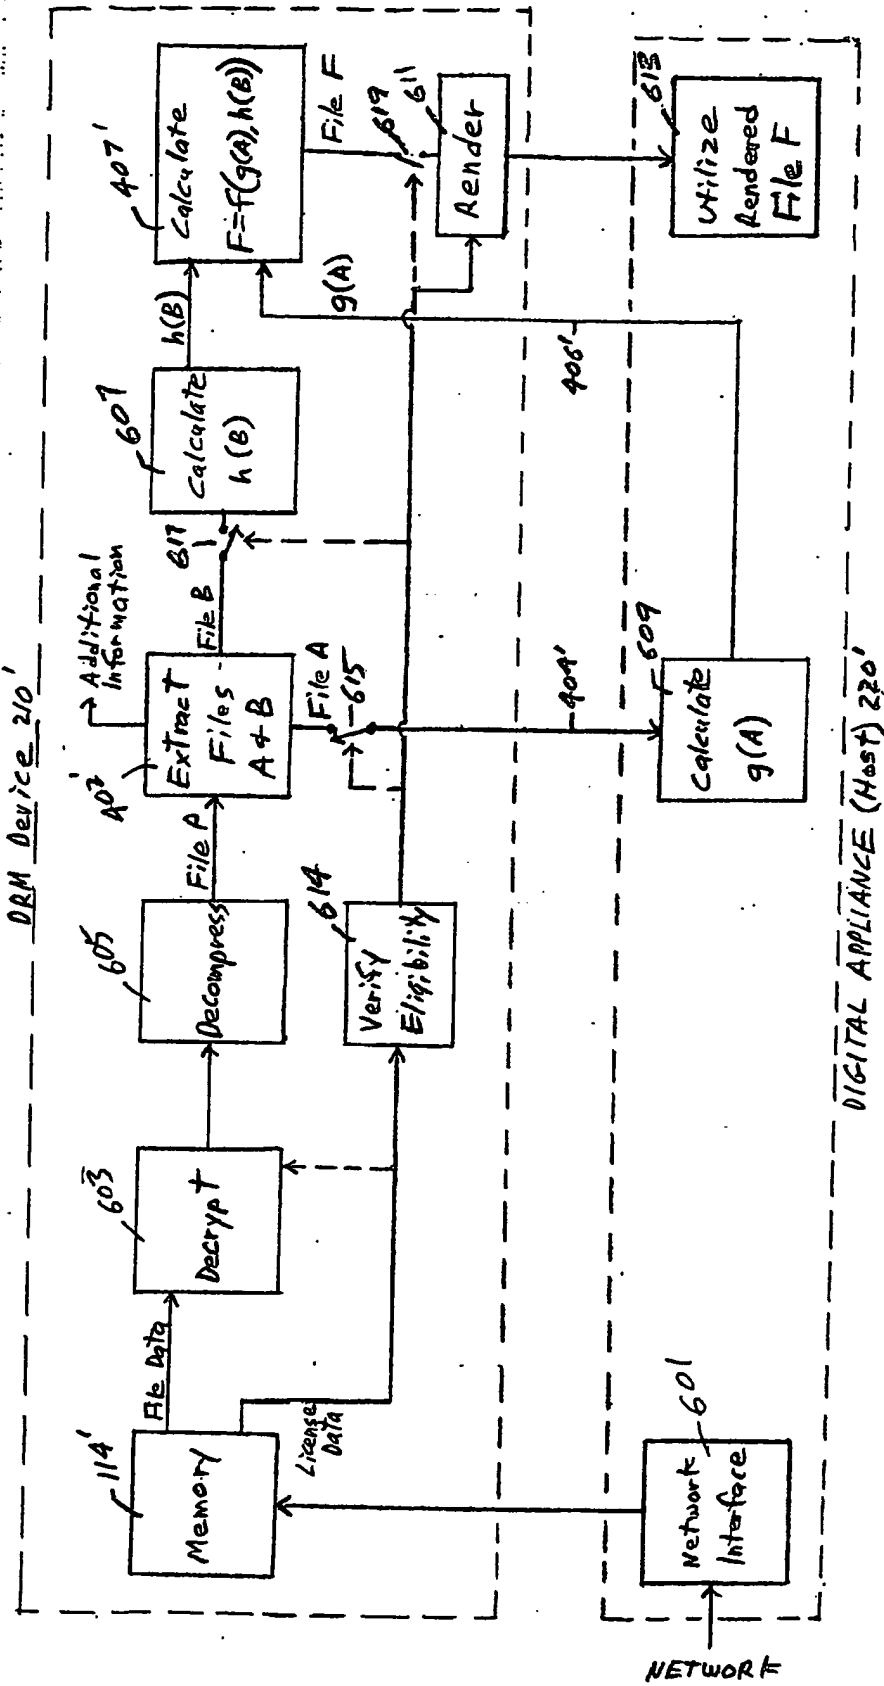 DRM Device 210'
114'
Memory
File Data
License
Data
603
Decrypt
605
Decompress
File P
402'
Extract
Files
A + B
Additional
Information
File B
617
607
Calculate
h(B)
h(B)
407'
Calculate
F=f(g(A),h(B))
File F
619
611
Render
File A
615
614
Verify
Eligibility
g(A)
404'
406'
NETWORK
601
Network
Interface
609
Calculate
g(A)
613
Utilize
Rendered
File F
DIGITAL APPLIANCE (Host) 220'